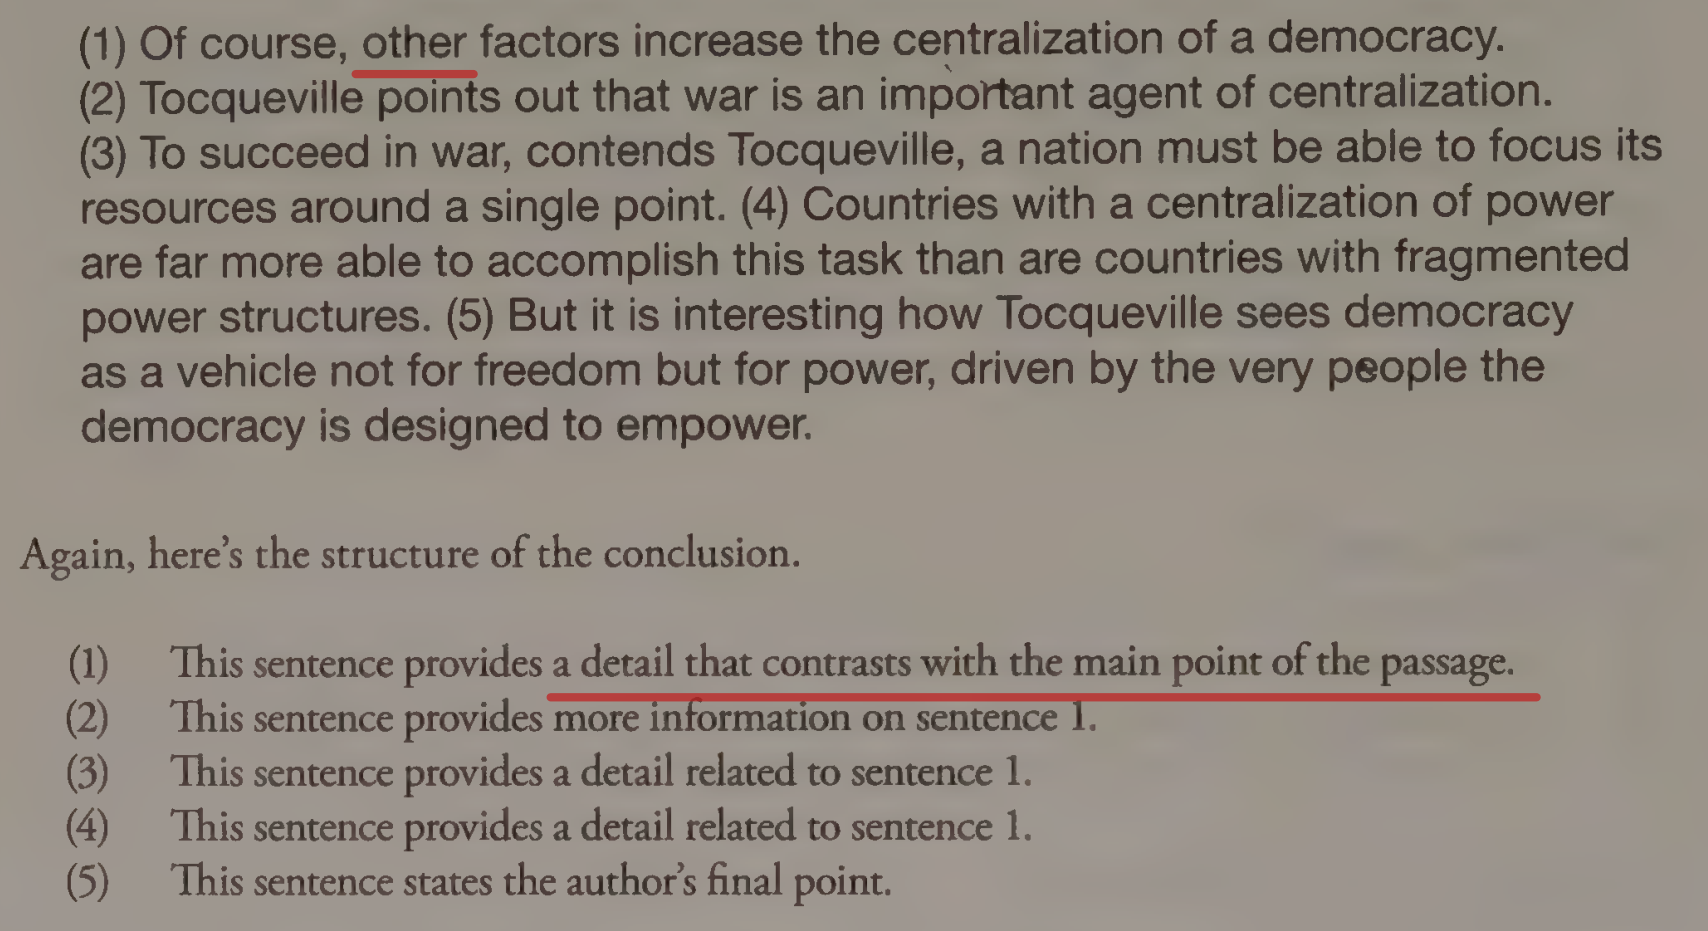 (1) Of course, other factors increase the centralization of a democracy.
(2) Tocqueville points out that war is an important agent of centralization.
(3) To succeed in war, contends Tocqueville, a nation must be able to focus its
resources around a single point. (4) Countries with a centralization of power
are far more able to accomplish this task than are countries with fragmented
power structures. (5) But it is interesting how Tocqueville sees democracy
as a vehicle not for freedom but for power, driven by the very people the
democracy is designed to empower.
Again, here's the structure of the conclusion.
(1) This sentence provides a detail that contrasts with the main point of the passage.
(2) This sentence provides more information on sentence 1.
(3) This sentence provides a detail related to sentence 1.
(4) This sentence provides a detail related to sentence 1.
(5) This sentence states the author's final point.